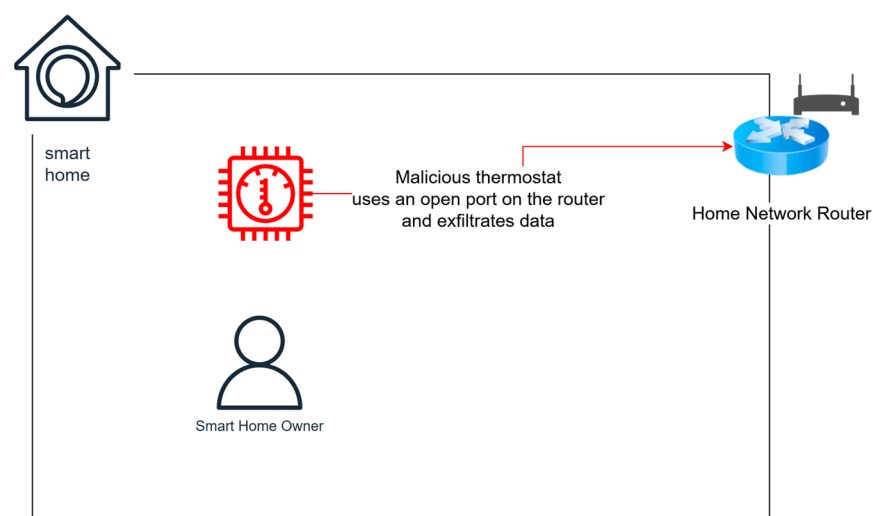 smart
home
Malicious thermostat
uses an open port on the router
and exfiltrates data
Home Network Router
Smart Home Owner